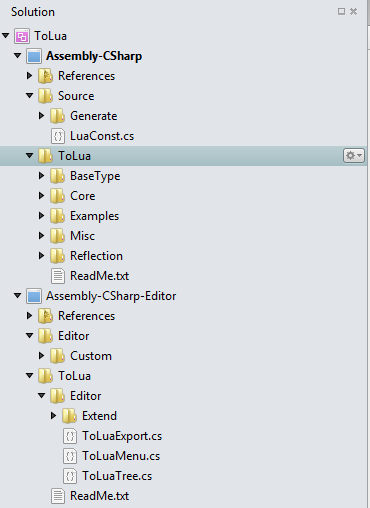 Solution
ToLua
Assembly-CSharp
References
Source
Generate
LuaConst.cs
ToLua
BaseType
Core
Examples
Misc
Reflection
ReadMe.txt
Assembly-CSharp-Editor
References
Editor
Custom
ToLua
Editor
Extend
ToLuaExport.cs
ToLuaMenu.cs
ToLuaTree.cs
ReadMe.txt